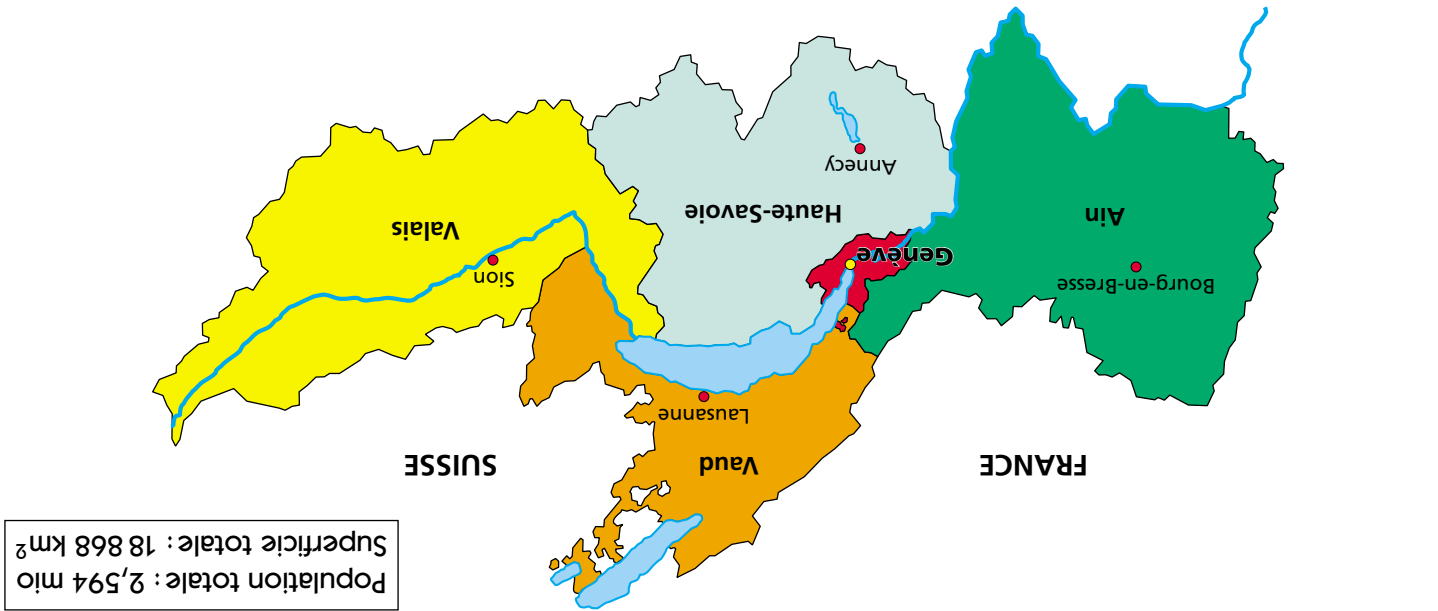 Population totale : 2,594 mio
Superficie totale : 18 868 km²
FRANCE
Vaud
SUISSE
Lausanne
Bourg-en-Bresse
Sion
Genève
Valais
Ain
Haute-Savoie
Annecy